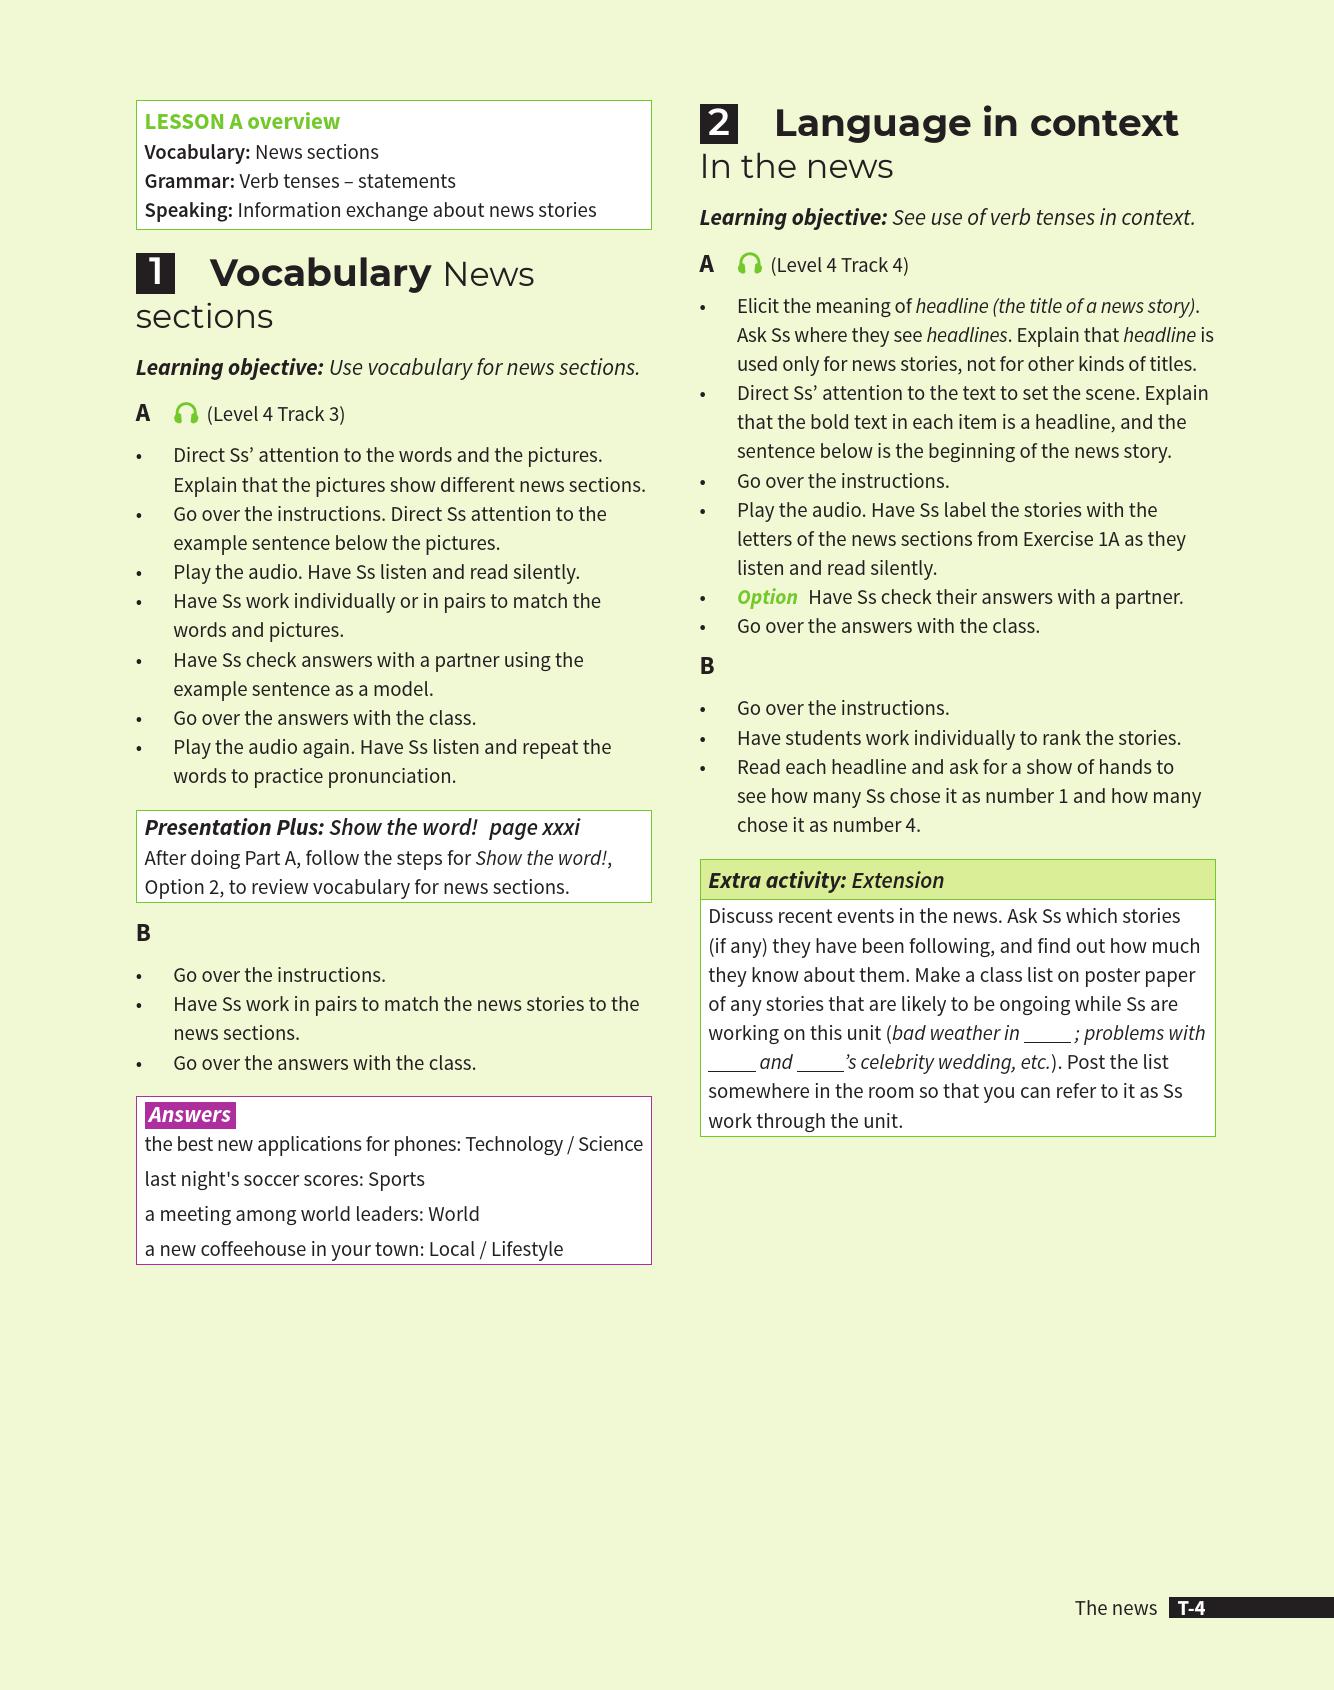 LESSON A overview
Vocabulary: News sections
Grammar: Verb tenses – statements
Speaking: Information exchange about news stories
1 Vocabulary News
sections
Learning objective: Use vocabulary for news sections.
A (Level 4 Track 3)
• Direct Ss’ attention to the words and the pictures.
Explain that the pictures show different news sections.
• Go over the instructions. Direct Ss attention to the
example sentence below the pictures.
• Play the audio. Have Ss listen and read silently.
• Have Ss work individually or in pairs to match the
words and pictures.
• Have Ss check answers with a partner using the
example sentence as a model.
• Go over the answers with the class.
• Play the audio again. Have Ss listen and repeat the
words to practice pronunciation.
Presentation Plus: Show the word! page xxxi
After doing Part A, follow the steps for Show the word!,
Option 2, to review vocabulary for news sections.
B
• Go over the instructions.
• Have Ss work in pairs to match the news stories to the
news sections.
• Go over the answers with the class.
Answers
the best new applications for phones: Technology / Science
last night's soccer scores: Sports
a meeting among world leaders: World
a new coffeehouse in your town: Local / Lifestyle
2 Language in context
In the news
Learning objective: See use of verb tenses in context.
A (Level 4 Track 4)
• Elicit the meaning of headline (the title of a news story).
Ask Ss where they see headlines. Explain that headline is
used only for news stories, not for other kinds of titles.
• Direct Ss’ attention to the text to set the scene. Explain
that the bold text in each item is a headline, and the
sentence below is the beginning of the news story.
• Go over the instructions.
• Play the audio. Have Ss label the stories with the
letters of the news sections from Exercise 1A as they
listen and read silently.
• Option Have Ss check their answers with a partner.
• Go over the answers with the class.
B
• Go over the instructions.
• Have students work individually to rank the stories.
• Read each headline and ask for a show of hands to
see how many Ss chose it as number 1 and how many
chose it as number 4.
Extra activity: Extension
Discuss recent events in the news. Ask Ss which stories
(if any) they have been following, and find out how much
they know about them. Make a class list on poster paper
of any stories that are likely to be ongoing while Ss are
working on this unit (bad weather in _____ ; problems with
_____ and _____’s celebrity wedding, etc.). Post the list
somewhere in the room so that you can refer to it as Ss
work through the unit.
The news T-4